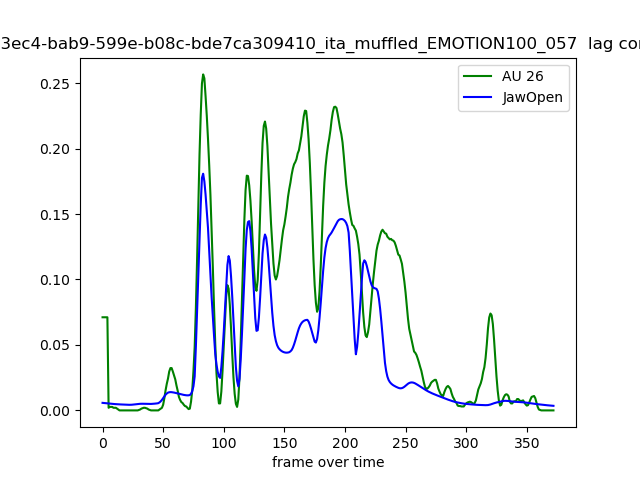 3ec4-bab9-599e-b08c-bde7ca309410_ita_muffled_EMOTION100_057 lag
AU 26
JawOpen
0.25
0.20
0.15
0.10
0.05
0.00
0 50 100 150 200 250 300 350
frame over time